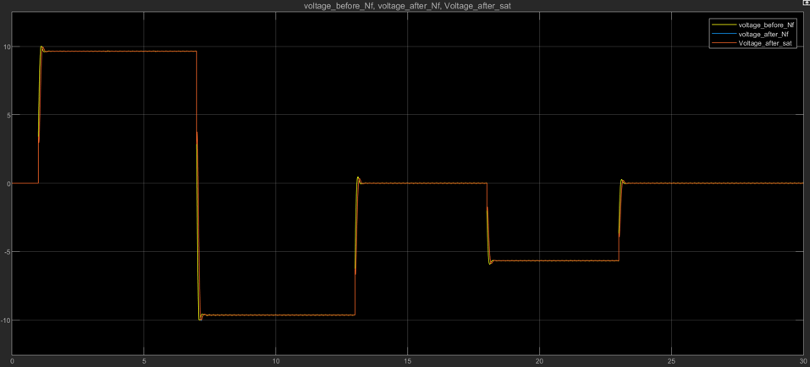 voltage_before_Nf, voltage_after_Nf, Voltage_after_sat
voltage_before_Nf
voltage_after_Nf
Voltage_after_sat
10
5
0
-5
-10
0 5 10 15 20 25 30